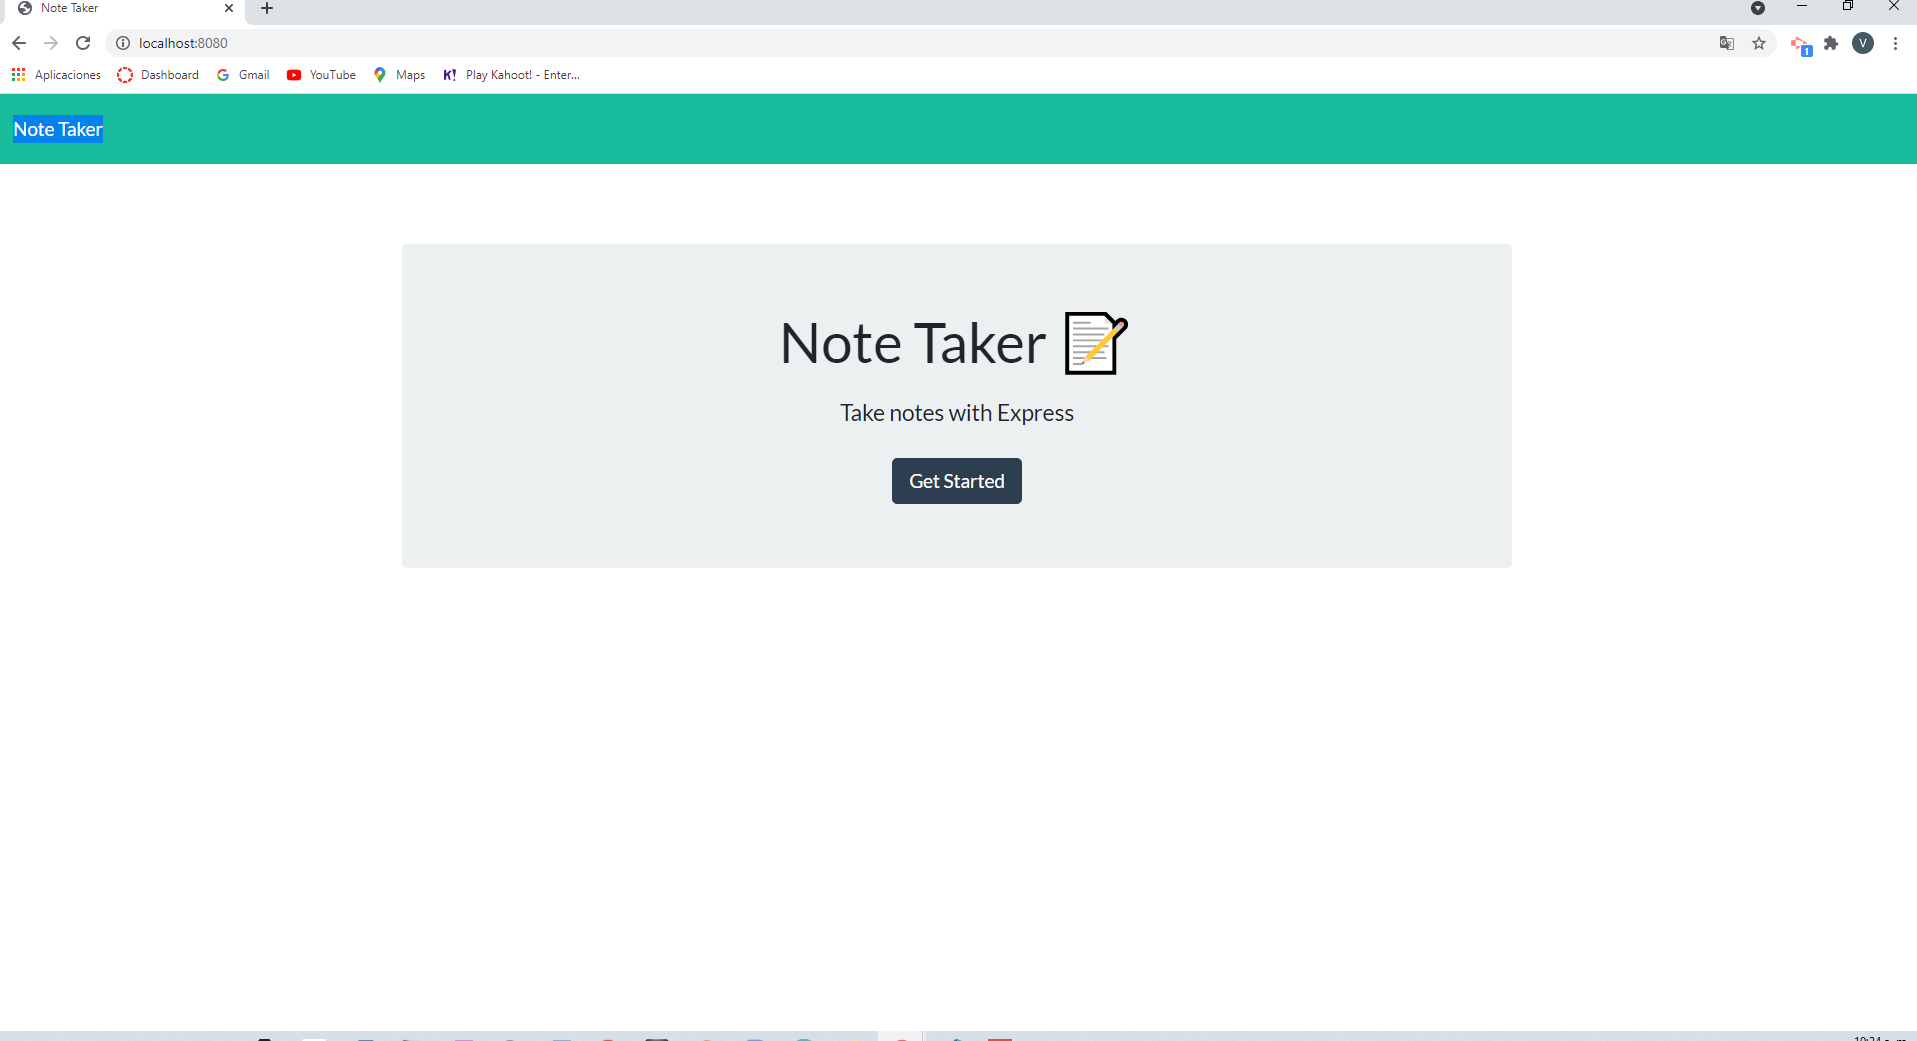 Note Taker
localhost:8080
1
V
Aplicaciones Dashboard Gmail YouTube Maps K! Play Kahoot! - Enter...
Note Taker
Note Taker
Take notes with Express
Get Started